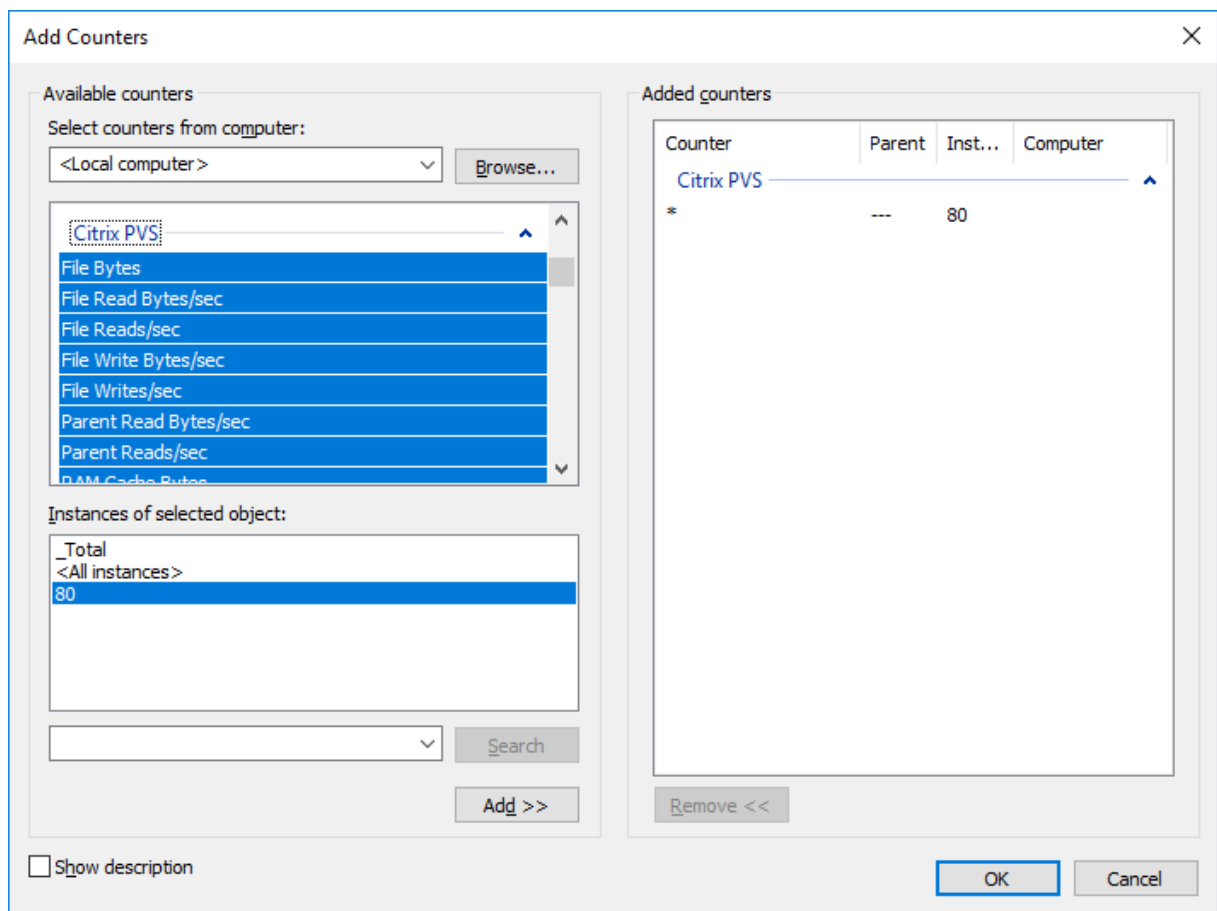 Add Counters
Available counters
Select counters from computer:
<Local computer>
Browse...
Citrix PVS
File Bytes
File Read Bytes/sec
File Reads/sec
File Write Bytes/sec
File Writes/sec
Parent Read Bytes/sec
Parent Reads/sec
RAM Cache Bytes
Instances of selected object:
_Total
<All instances>
80
Search
Add >>
Show description
Added counters
Counter Parent Inst... Computer
Citrix PVS
* --- 80
Remove <<
OK
Cancel